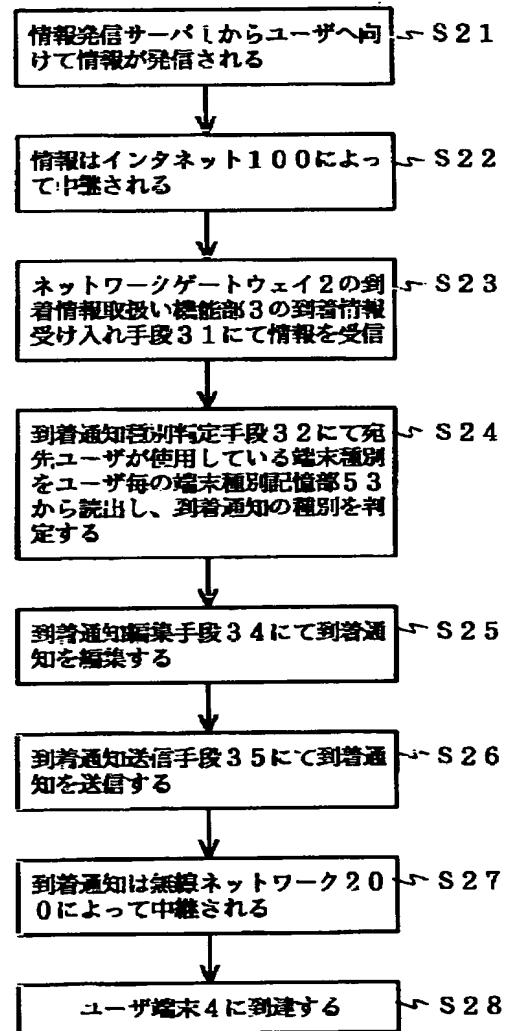 情報発信サーバ1からユーザへ向 S21
けて情報が発信される
情報はインタネット100によっ S22
て中継される
ネットワークゲートウェイ2の到 S23
着情報取扱い機能部3の到着情報
受け入れ手段31にて情報を受信
到着通知種別判定手段32にて宛 S24
先ユーザが使用している端末種別
をユーザ毎の端末種別記憶部53
から読出し、到着通知の種別を判
定する
到着通知編集手段34にて到着通 S25
知を編集する
到着通知送信手段35にて到着通 S26
知を送信する
到着通知は無線ネットワーク20 S27
0によって中継される
ユーザ端末4に到達する S28